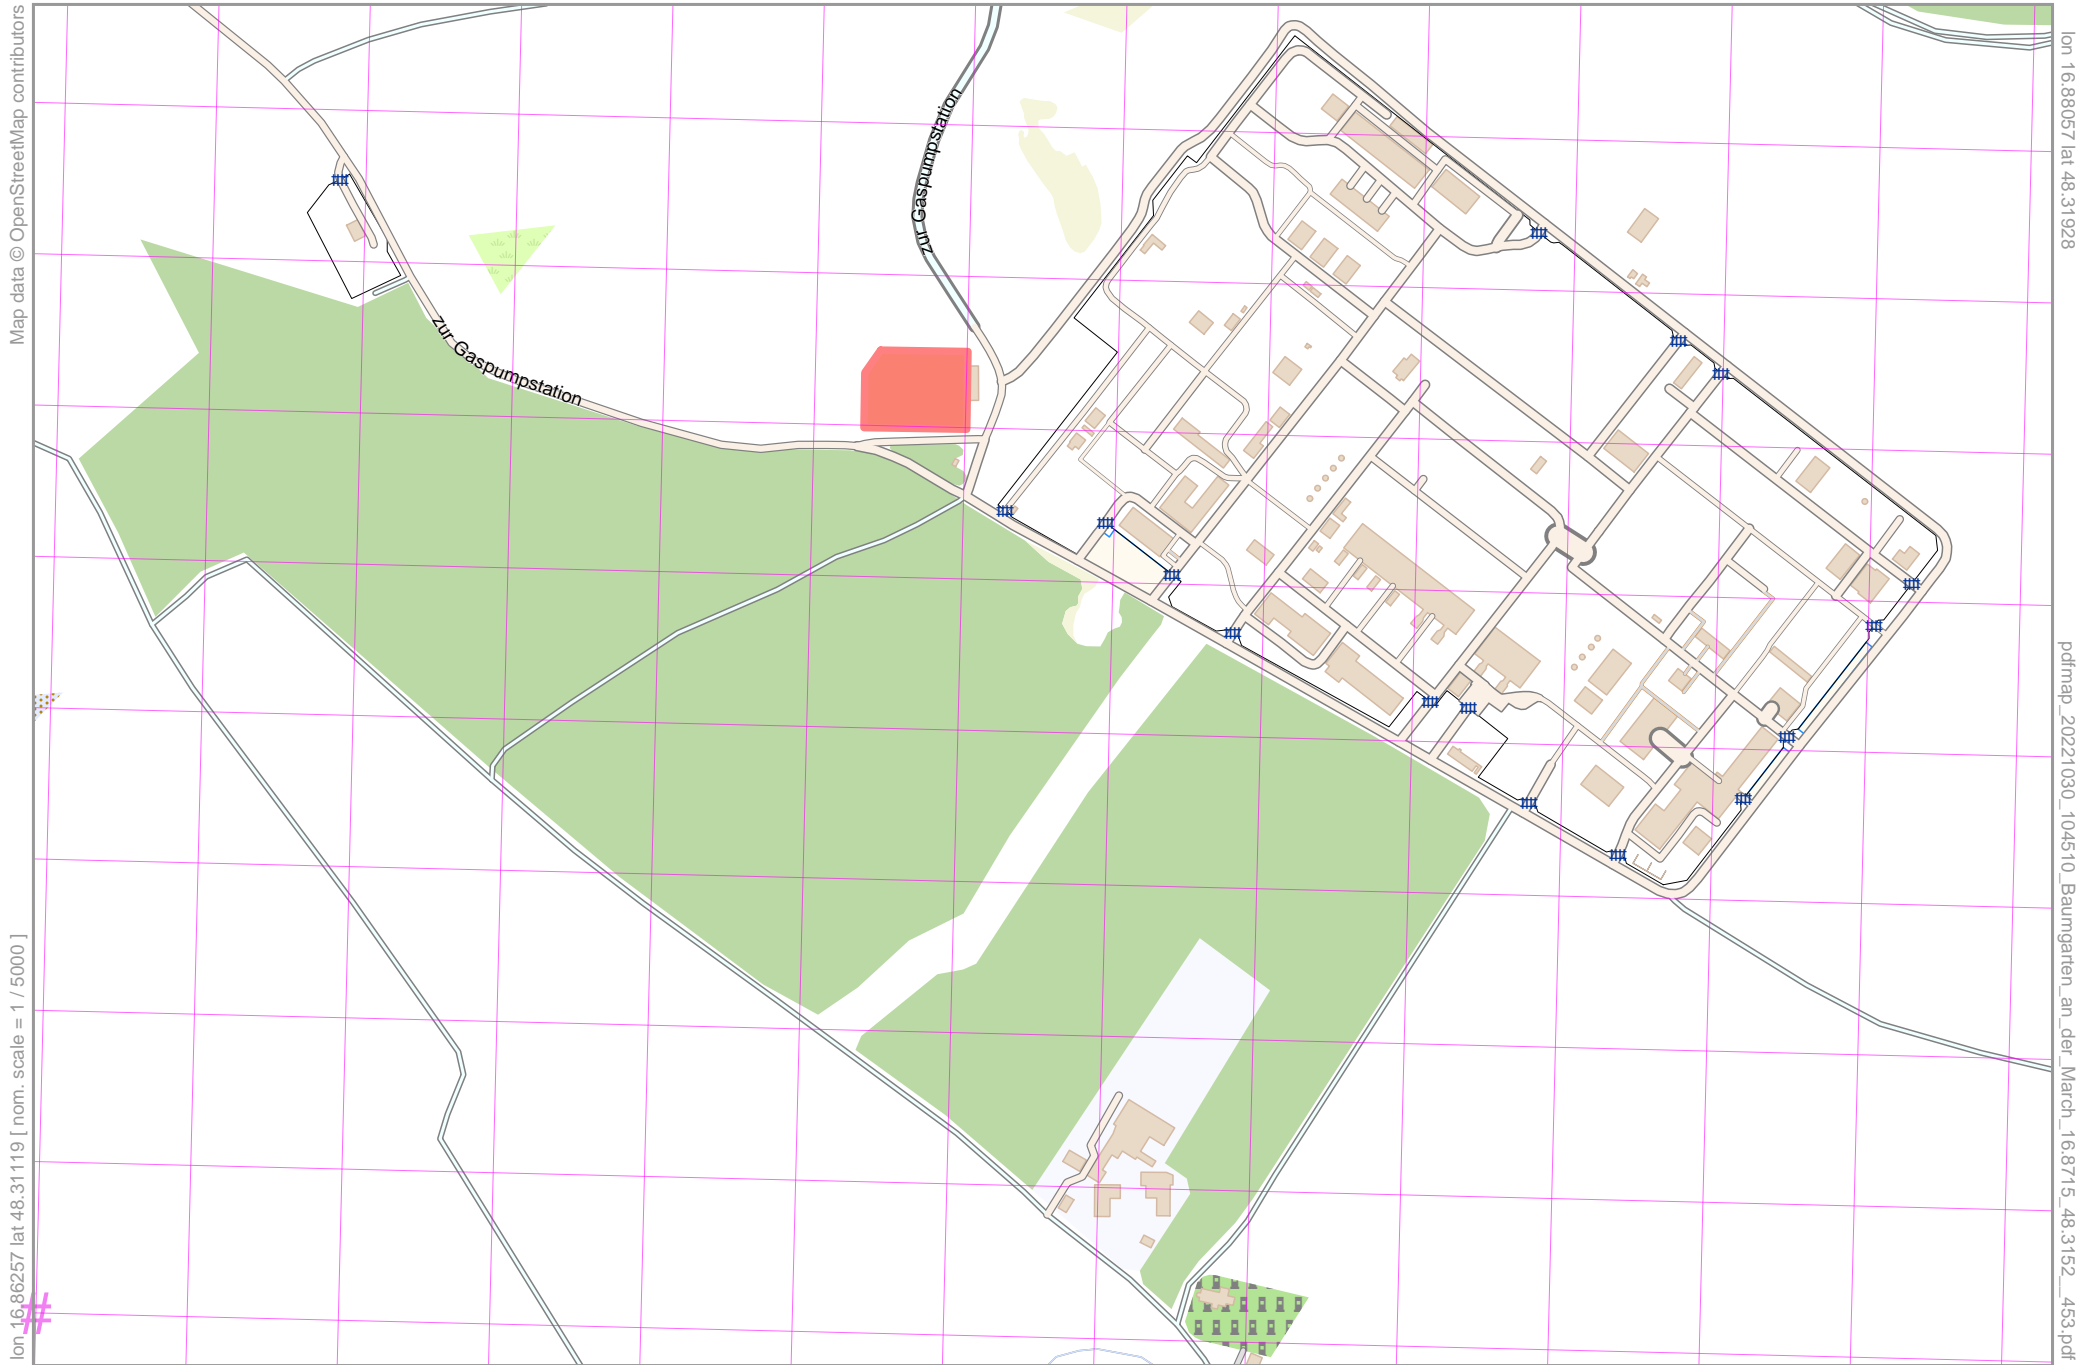 Map data © OpenStreetMap contributors
lon 16.86257 lat 48.31119 [ nom. scale = 1 / 5000 ]
zur Gaspumpstation
zur Gaspumpstation
lon 16.88057 lat 48.31928
pdfmap_20221030_104510_Baumgarten_an_der_March_16.8715_48.3152__453.pdf
#